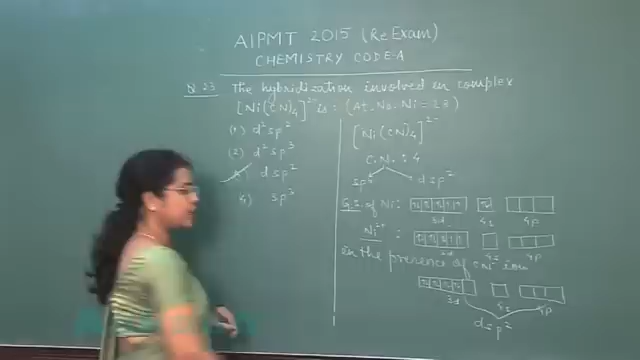 AIPMT 2015 (Re Exam)
CHEMISTRY CODE-A
Q.23 The hybridization involved in complex
[Ni(CN)4]2- is: (At. No. Ni = 28)
(1) d2sp2
(2) d2sp3
dsp2
4) sp3
[Ni(CN)4]2-
C.N. : 4
sp3 dsp2
G.S. of Ni:
3d 4s 4p
Ni2+ :
3d 4s 4p
in the presence of CN- ion
3d 4s 4p
dsp2